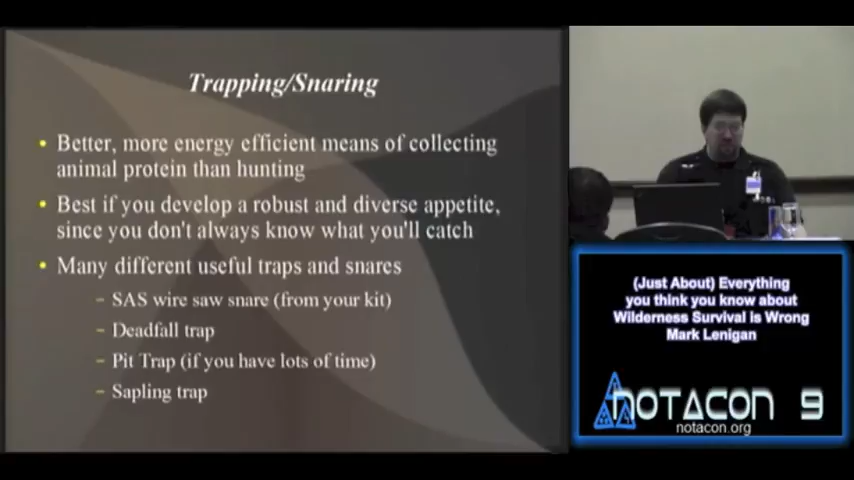 Trapping/Snaring
Better, more energy efficient means of collecting
animal protein than hunting
Best if you develop a robust and diverse appetite,
since you don't always know what you'll catch
Many different useful traps and snares
– SAS wire saw snare (from your kit)
– Deadfall trap
– Pit Trap (if you have lots of time)
– Sapling trap
(Just About) Everything
you think you know about
Wilderness Survival is Wrong
Mark Lenigan
NOTACON 9
notacon.org